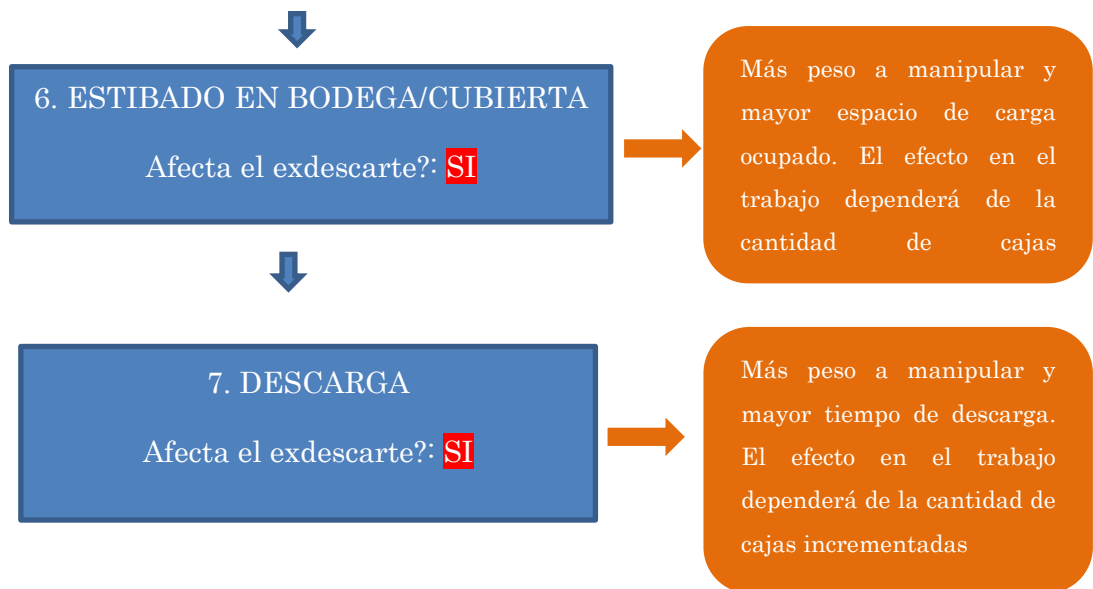 6. ESTIBADO EN BODEGA/CUBIERTA
Afecta el exdescarte?: SI
Más peso a manipular y
mayor espacio de carga
ocupado. El efecto en el
trabajo dependerá de la
cantidad de cajas
7. DESCARGA
Afecta el exdescarte?: SI
Más peso a manipular y
mayor tiempo de descarga.
El efecto en el trabajo
dependerá de la cantidad de
cajas incrementadas